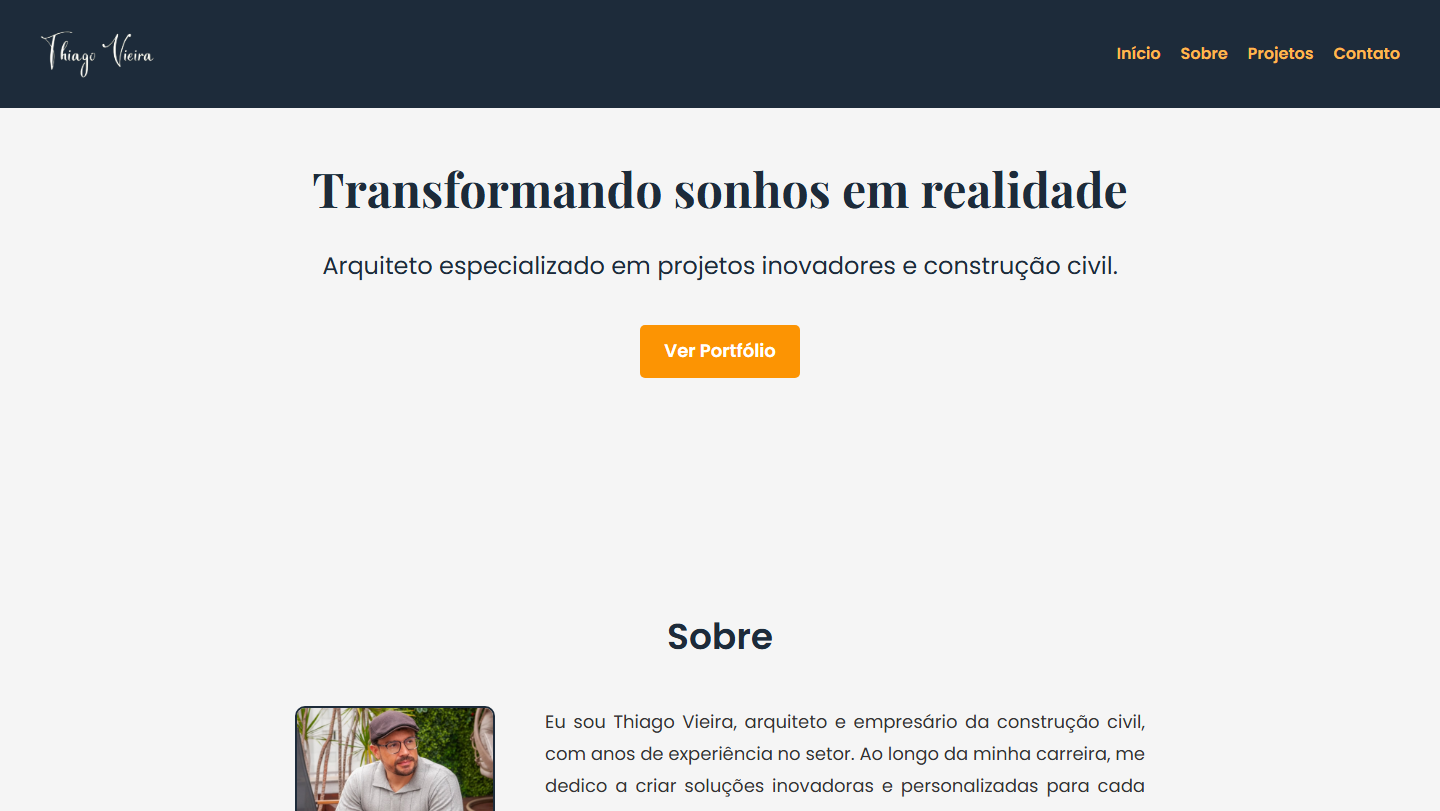 Thiago Vieira
Início Sobre Projetos Contato
Transformando sonhos em realidade
Arquiteto especializado em projetos inovadores e construção civil.
Ver Portfólio
Sobre
Eu sou Thiago Vieira, arquiteto e empresário da construção civil,
com anos de experiência no setor. Ao longo da minha carreira, me
dedico a criar soluções inovadoras e personalizadas para cada